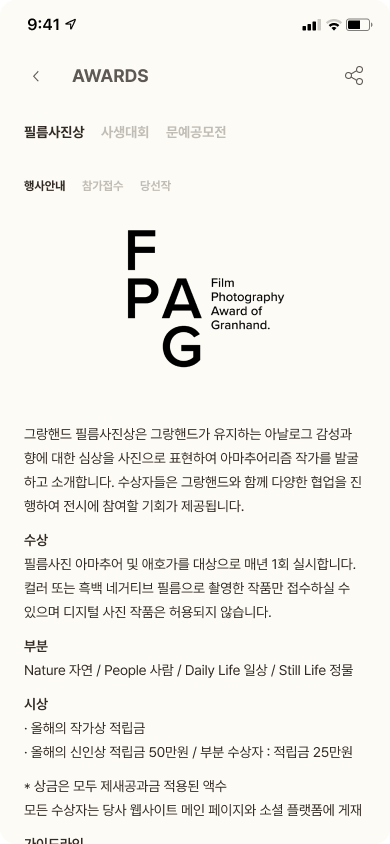 9:41
AWARDS
필름사진상 사생대회 문예공모전
행사안내 참가접수 당선작
F
PA
G
Film
Photography
Award of
Granhand.
그랑핸드 필름사진상은 그랑핸드가 유지하는 아날로그 감성과
향에 대한 심상을 사진으로 표현하여 아마추어리즘 작가를 발굴
하고 소개합니다. 수상자들은 그랑핸드와 함께 다양한 협업을 진
행하여 전시에 참여할 기회가 제공됩니다.
수상
필름사진 아마추어 및 애호가를 대상으로 매년 1회 실시합니다.
컬러 또는 흑백 네거티브 필름으로 촬영한 작품만 접수하실 수
있으며 디지털 사진 작품은 허용되지 않습니다.
부분
Nature 자연 / People 사람 / Daily Life 일상 / Still Life 정물
시상
· 올해의 작가상 적립금
· 올해의 신인상 적립금 50만원 / 부분 수상자 : 적립금 25만원
* 상금은 모두 제새공과금 적용된 액수
모든 수상자는 당사 웹사이트 메인 페이지와 소셜 플랫폼에 게재
가이드라인